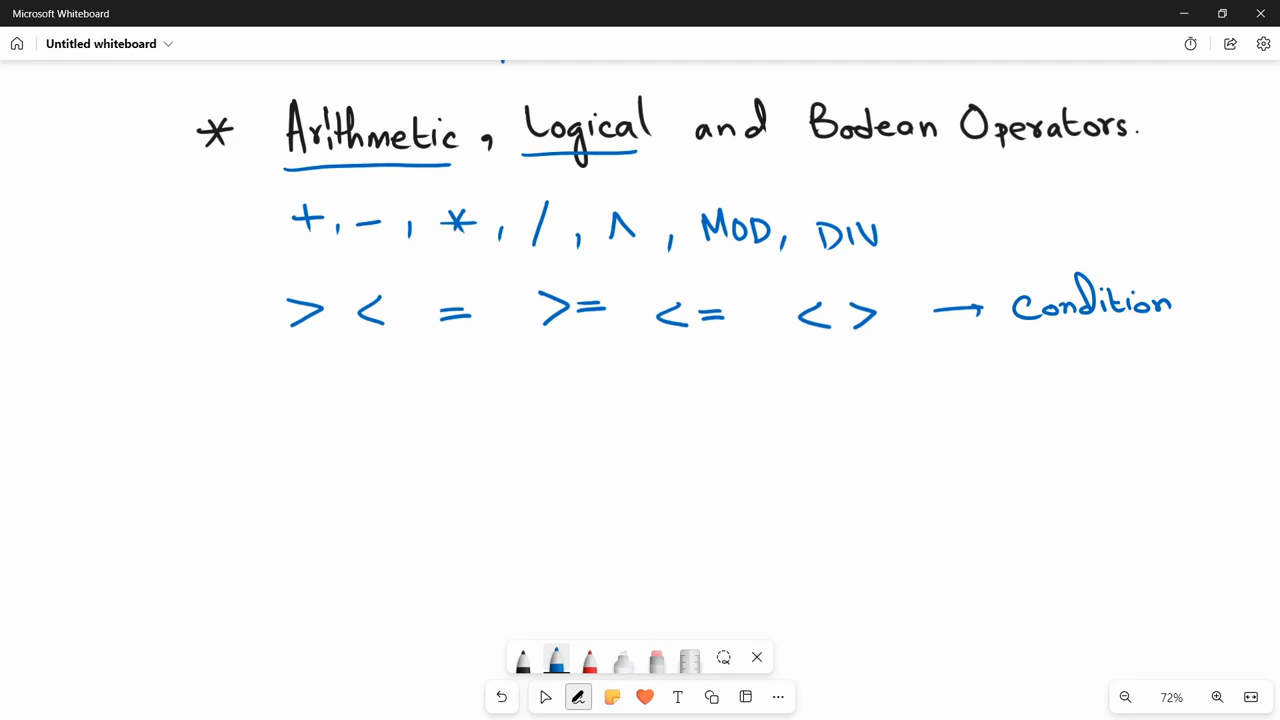 Microsoft Whiteboard
Untitled whiteboard
* Arithmetic, Logical and Boolean Operators.
+, -, *, /, ^, MOD, DIV
> < = >= <= <> → Condition
72%